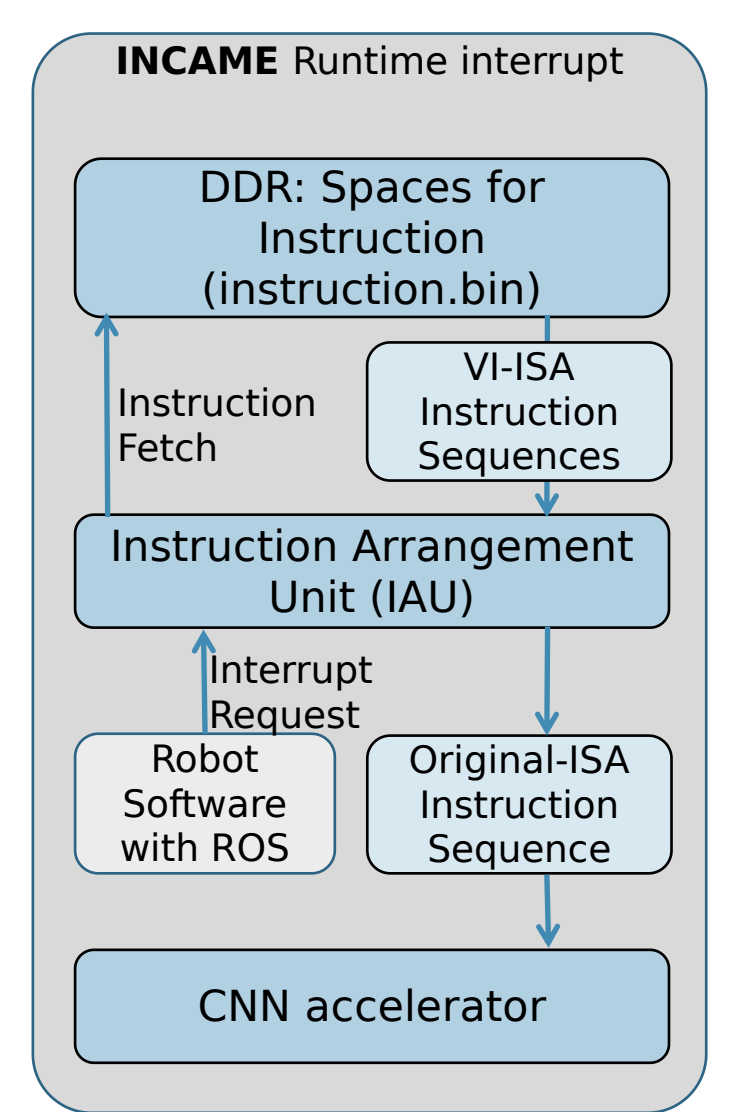 INCAME Runtime interrupt
DDR: Spaces for
Instruction
(instruction.bin)
Instruction
Fetch
VI-ISA
Instruction
Sequences
Instruction Arrangement
Unit (IAU)
Interrupt
Request
Robot
Software
with ROS
Original-ISA
Instruction
Sequence
CNN accelerator